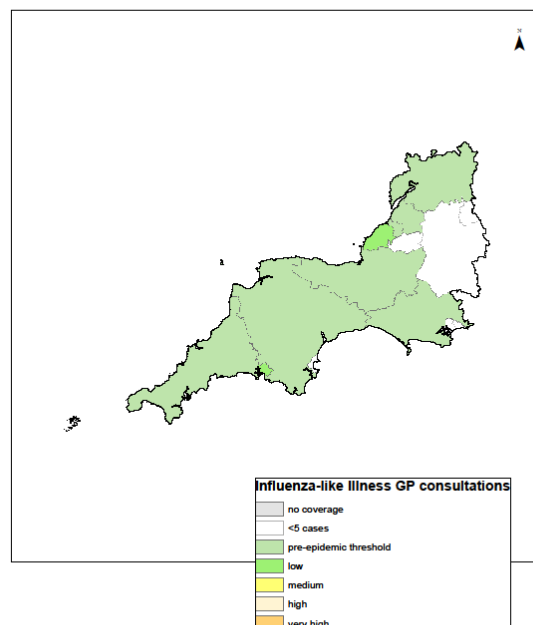 N
Influenza-like Illness GP consultations
no coverage
<5 cases
pre-epidemic threshold
low
medium
high
very high